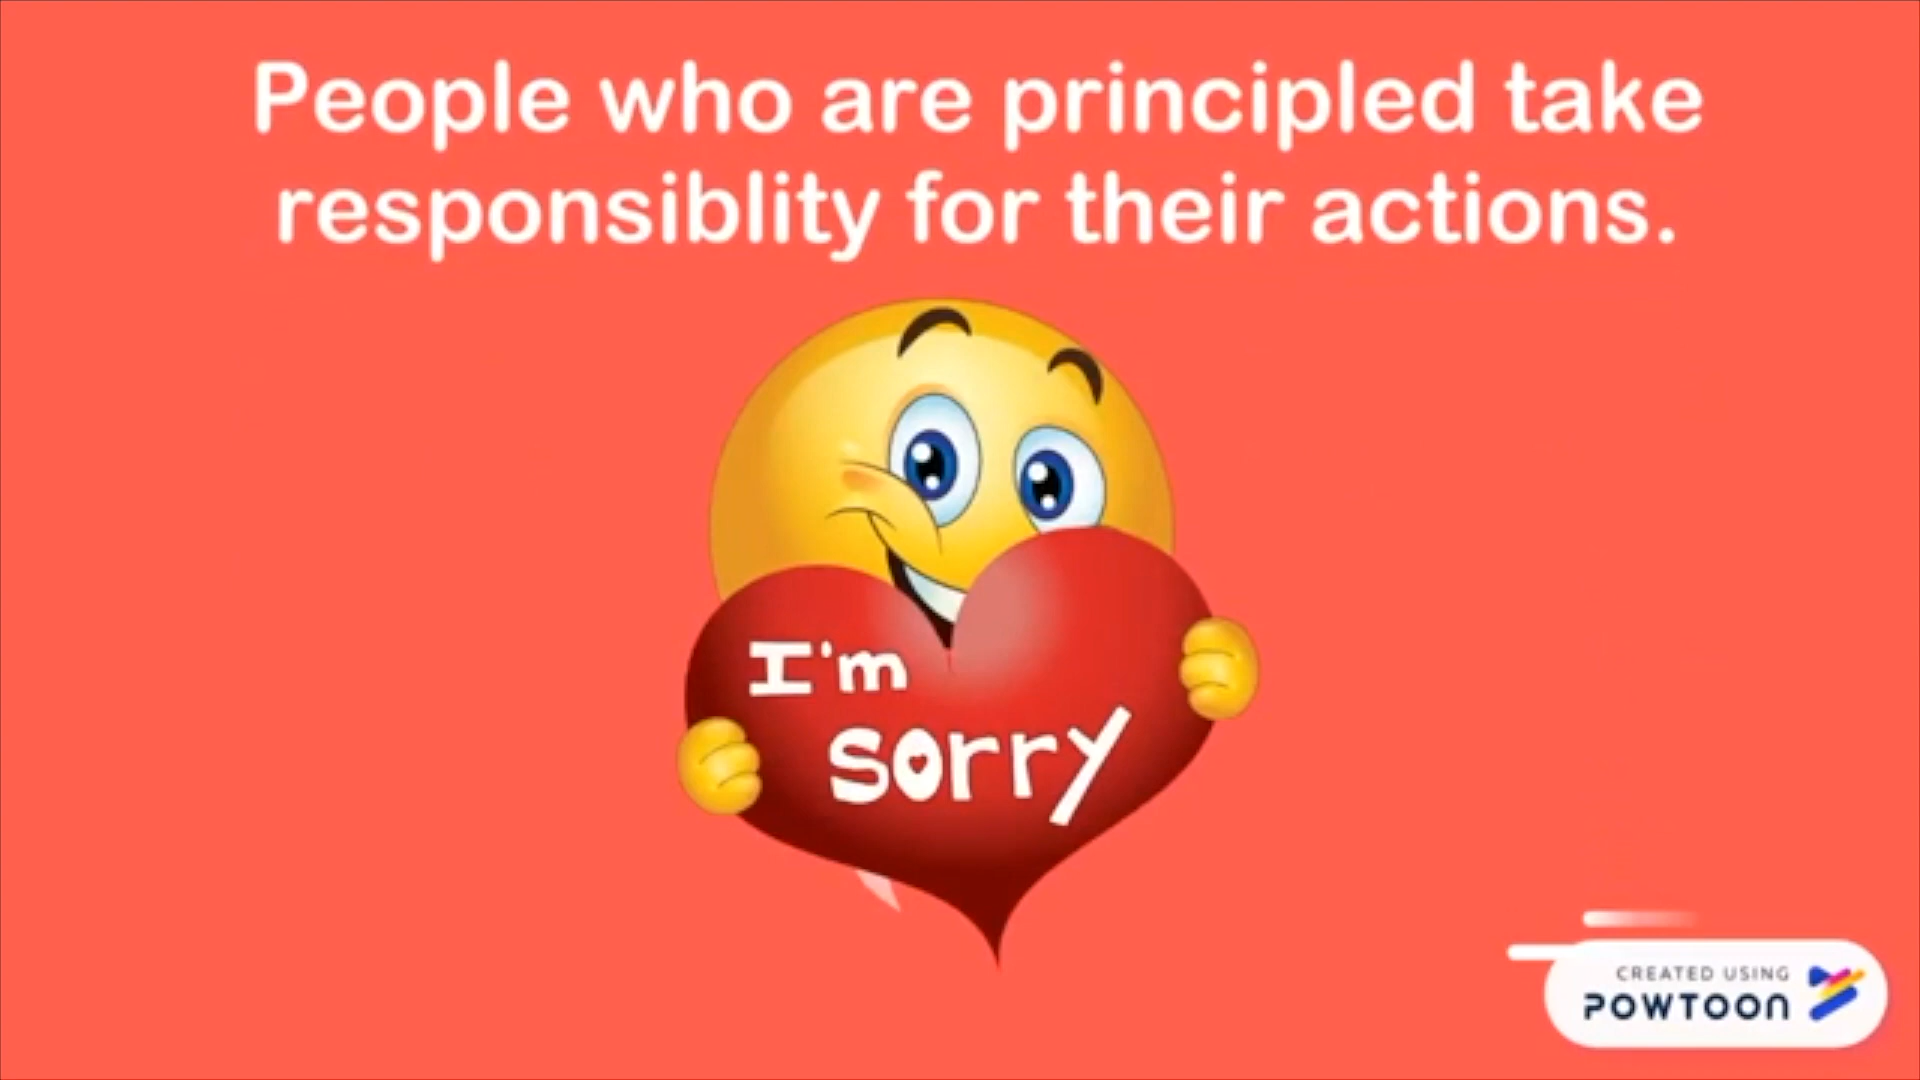 People who are principled take
responsiblity for their actions.
I'm
sorry
CREATED USING
POWTOON